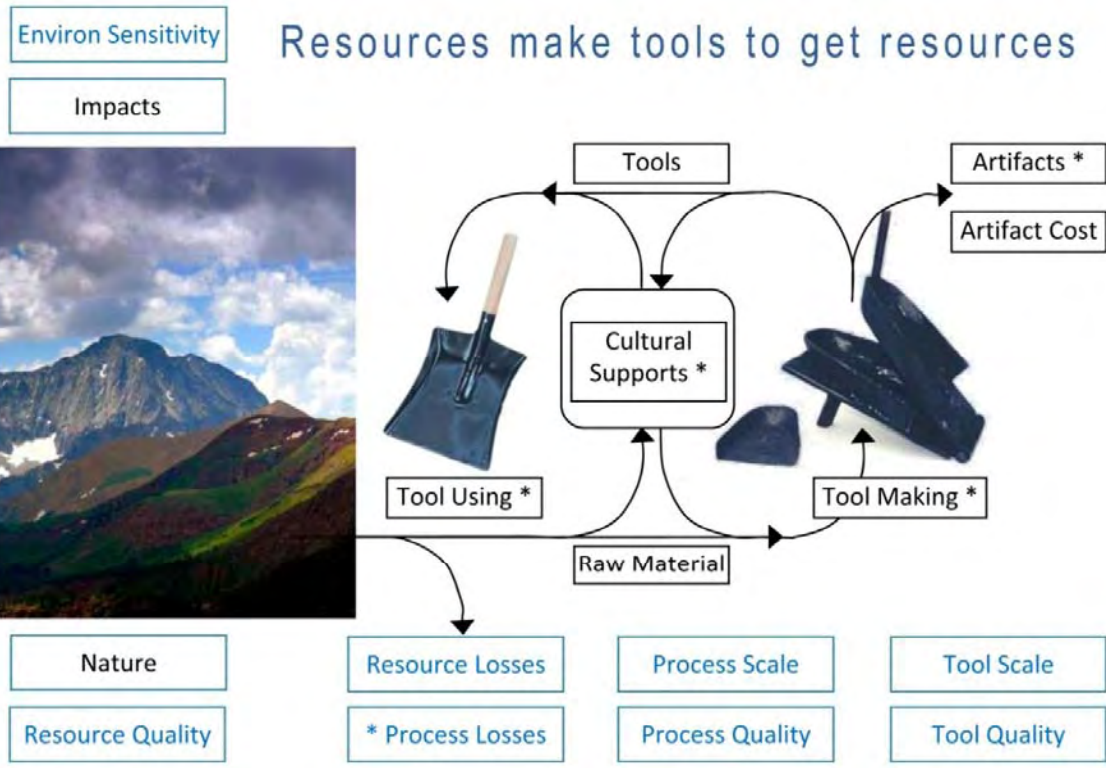 Environ Sensitivity
Resources make tools to get resources
Impacts
Tools
Artifacts *
Artifact Cost
Cultural
Supports *
Tool Using *
Tool Making *
Raw Material
Nature
Resource Losses
Process Scale
Tool Scale
Resource Quality
* Process Losses
Process Quality
Tool Quality